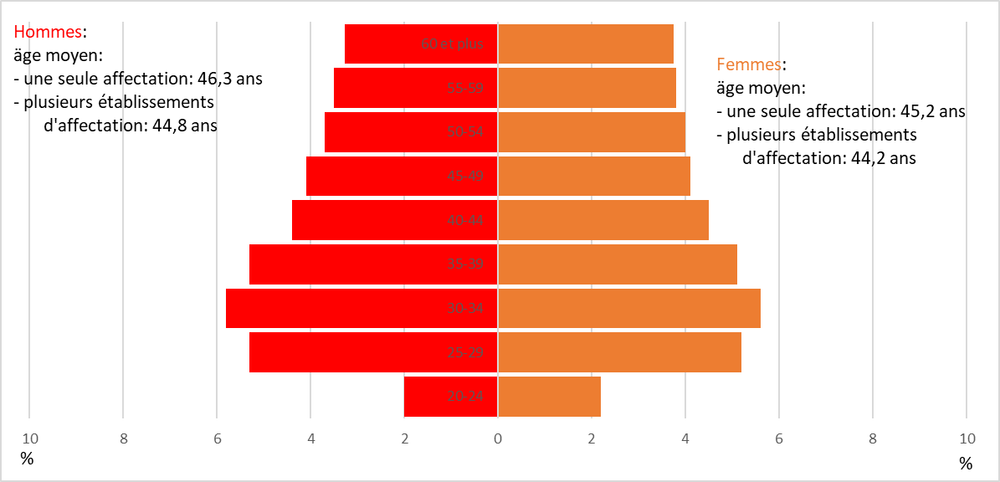 Hommes:
äge moyen:
- une seule affectation: 46,3 ans
- plusieurs établissements
d'affectation: 44,8 ans
Femmes:
äge moyen:
- une seule affectation: 45,2 ans
- plusieurs établissements
d'affectation: 44,2 ans
60 et plus
55-59
50-54
45-49
40-44
35-39
30-34
25-29
20-24
10 8 6 4 2 0 2 4 6 8 10
% %